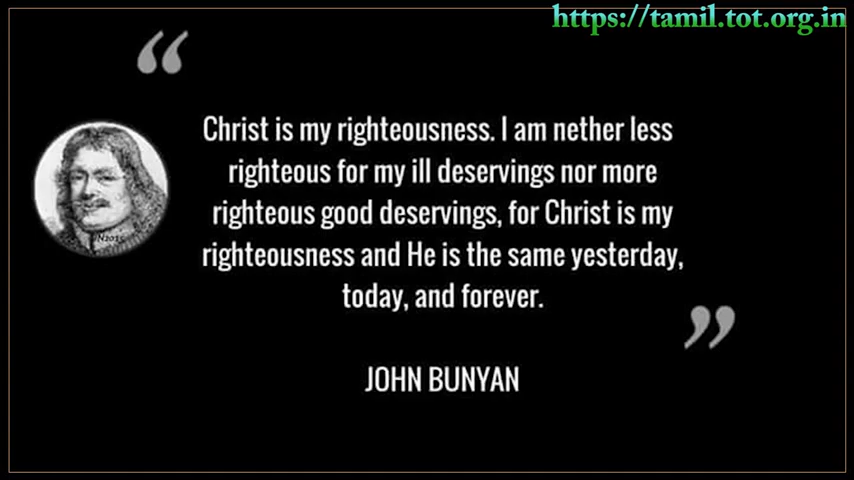 https://tamil.tot.org.in
Christ is my righteousness. I am nether less
righteous for my ill deservings nor more
righteous good deservings, for Christ is my
righteousness and He is the same yesterday,
today, and forever.
JOHN BUNYAN